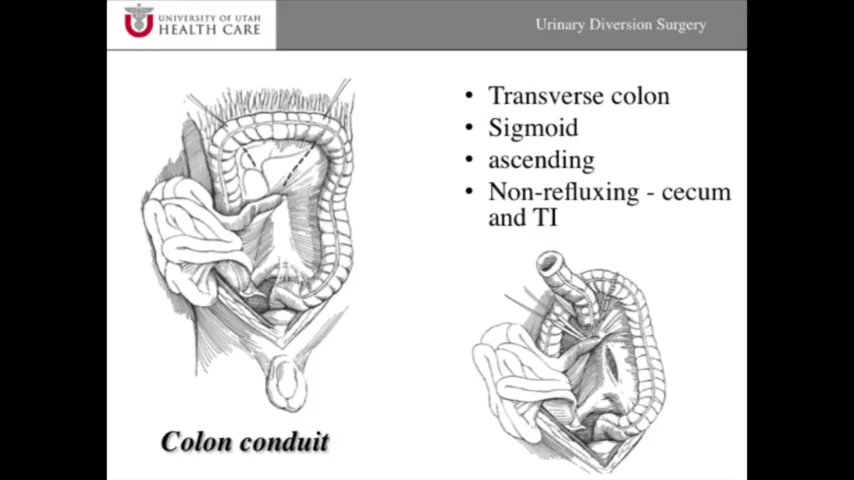 UNIVERSITY OF UTAH
HEALTH CARE
Urinary Diversion Surgery
• Transverse colon
• Sigmoid
• ascending
• Non-refluxing - cecum
and TI
Colon conduit